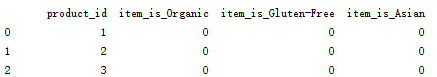 product_id item_is_Organic item_is_Gluten-Free item_is_Asian
0 1 0 0 0
1 2 0 0 0
2 3 0 0 0